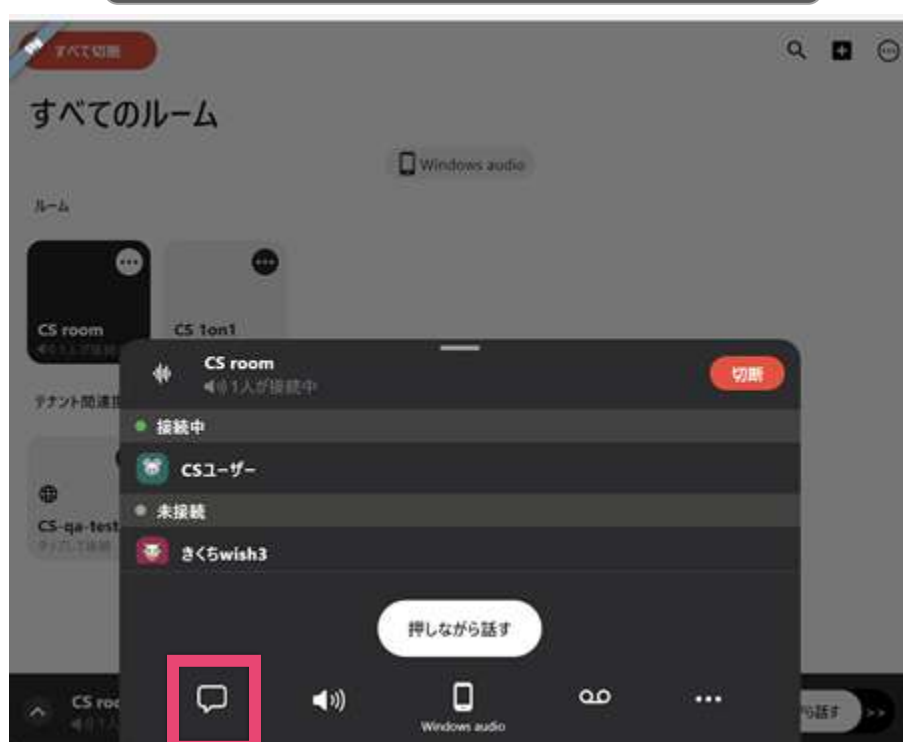 すべて切断
すべてのルーム
Windows audio
ルーム
CS room
CS 1on1
CS room
1人が接続中
切断
テナント間連
接続中
CSユーザー
CS-qa-test
未接続
きくちwish3
押しながら話す
CS roo
がら話す
Windows audio